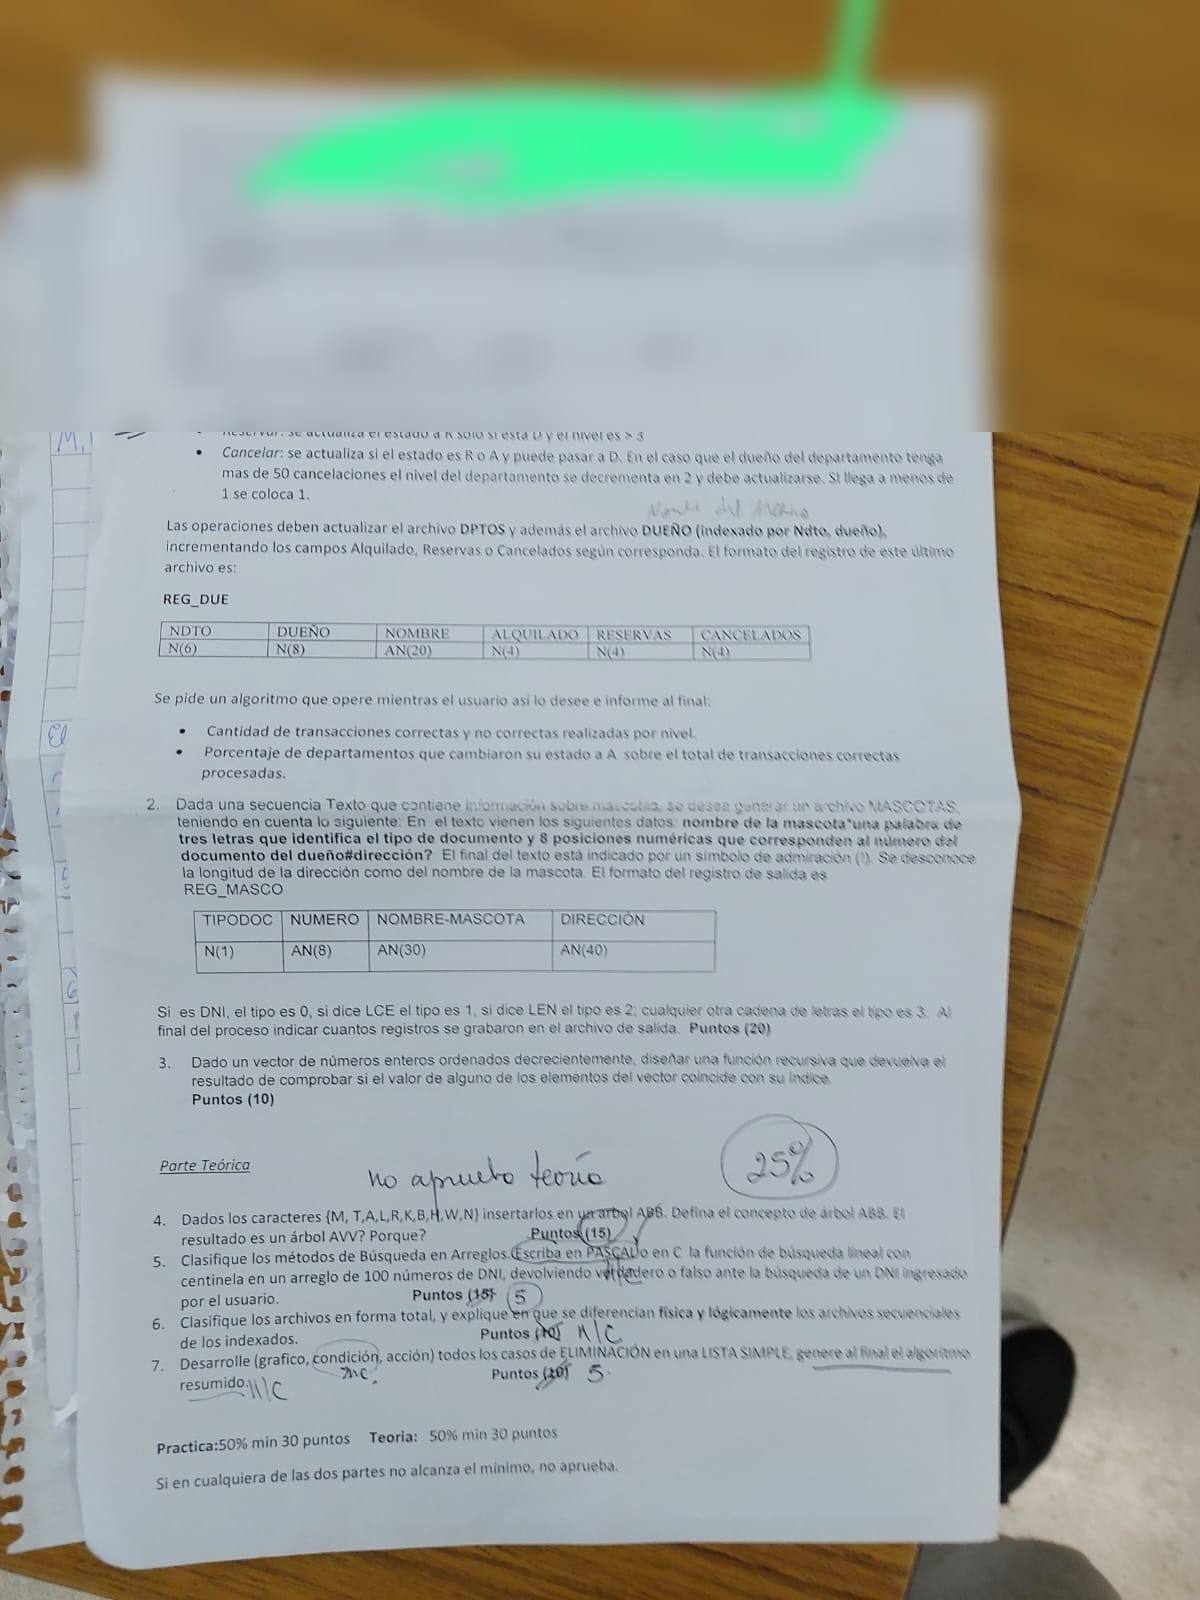 Reservar: se actualiza el estado a R solo si está D y el nivel es > 3
• Cancelar: se actualiza si el estado es R o A y puede pasar a D. En el caso que el dueño del departamento tenga
mas de 50 cancelaciones el nivel del departamento se decrementa en 2 y debe actualizarse. SI llega a menos de
1 se coloca 1.
Las operaciones deben actualizar el archivo DPTOS y además el archivo DUEÑO (indexado por Ndto, dueño),
incrementando los campos Alquilado, Reservas o Cancelados según corresponda. El formato del registro de este último
archivo es:
REG_DUE
NDTO DUEÑO NOMBRE ALQUILADO RESERVAS CANCELADOS
N(6) N(8) AN(20) N(4) N(4) N(4)
Se pide un algoritmo que opere mientras el usuario así lo desee e informe al final:
• Cantidad de transacciones correctas y no correctas realizadas por nivel.
• Porcentaje de departamentos que cambiaron su estado a A sobre el total de transacciones correctas
procesadas.
2. Dada una secuencia Texto que contiene información sobre mascotas, se desea generar un archivo MASCOTAS,
teniendo en cuenta lo siguiente: En el texto vienen los siguientes datos: nombre de la mascota*una palabra de
tres letras que identifica el tipo de documento y 8 posiciones numéricas que corresponden al número del
documento del dueño#dirección? El final del texto está indicado por un símbolo de admiración (!). Se desconoce
la longitud de la dirección como del nombre de la mascota. El formato del registro de salida es
REG_MASCO
TIPODOC NUMERO NOMBRE-MASCOTA DIRECCIÓN
N(1) AN(8) AN(30) AN(40)
Si es DNI, el tipo es 0, si dice LCE el tipo es 1, si dice LEN el tipo es 2; cualquier otra cadena de letras el tipo es 3. Al
final del proceso indicar cuantos registros se grabaron en el archivo de salida. Puntos (20)
3. Dado un vector de números enteros ordenados decrecientemente, diseñar una función recursiva que devuelva el
resultado de comprobar si el valor de alguno de los elementos del vector coincide con su índice.
Puntos (10)
25%
Parte Teórica
no aprueba teoría
4. Dados los caracteres {M, T,A,L,R,K,B,H,W,N} insertarlos en un arbol ABB. Defina el concepto de árbol ABB. El
resultado es un árbol AVV? Porque? Puntos (15)
5. Clasifique los métodos de Búsqueda en Arreglos. Escriba en PASCAL o en C la función de búsqueda lineal con
centinela en un arreglo de 100 números de DNI, devolviendo verdadero o falso ante la búsqueda de un DNI ingresado
por el usuario. Puntos (15) 5
6. Clasifique los archivos en forma total, y explique en que se diferencian física y lógicamente los archivos secuenciales
de los indexados. Puntos (10) N/C
7. Desarrolle (grafico, condición, acción) todos los casos de ELIMINACIÓN en una LISTA SIMPLE, genere al final el algoritmo
resumido. N/C Puntos (20) 5
Practica:50% min 30 puntos Teoria: 50% min 30 puntos
Si en cualquiera de las dos partes no alcanza el mínimo, no aprueba.